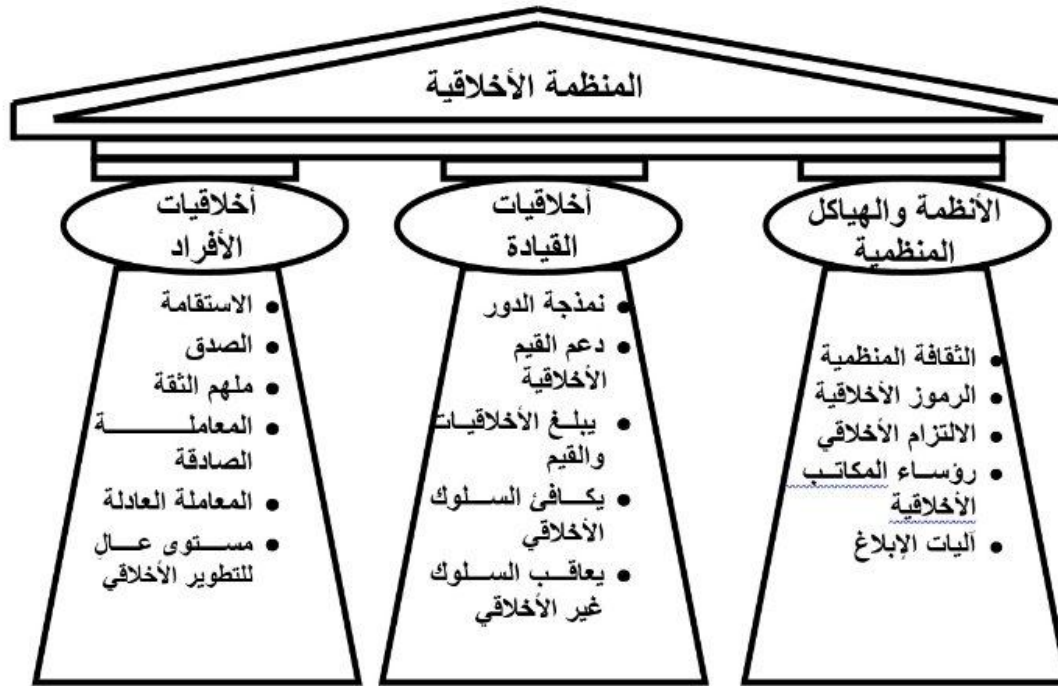 المنظمة الأخلاقية
الأنظمة والهياكل
المنظمية
الثقافة المنظمية
الرموز الأخلاقية
الالتزام الأخلاقي
رؤساء المكاتب
الأخلاقية
آليات الإبلاغ
أخلاقيات
القيادة
نمذجة الدور
دعم القيم
الأخلاقية
يبلغ الأخلاقيات
والقيم
يكافئ السلوك
الأخلاقي
يعاقب السلوك
غير الأخلاقي
أخلاقيات
الأفراد
الاستقامة
الصدق
ملهم الثقة
المعاملة
الصادقة
المعاملة العادلة
مستوى عالٍ
للتطوير الأخلاقي